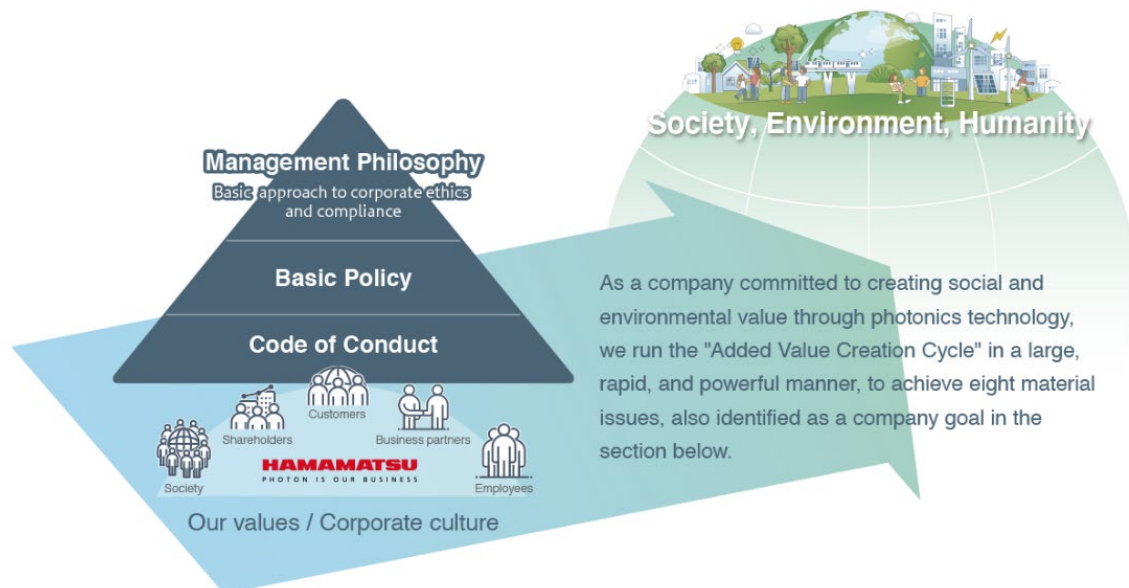 Society, Environment, Humanity
Management Philosophy
Basic approach to corporate ethics
and compliance
Basic Policy
Code of Conduct
Customers
Shareholders
Business partners
Society
HAMAMATSU
PHOTON IS OUR BUSINESS
Employees
Our values / Corporate culture
As a company committed to creating social and
environmental value through photonics technology,
we run the "Added Value Creation Cycle" in a large,
rapid, and powerful manner, to achieve eight material
issues, also identified as a company goal in the
section below.